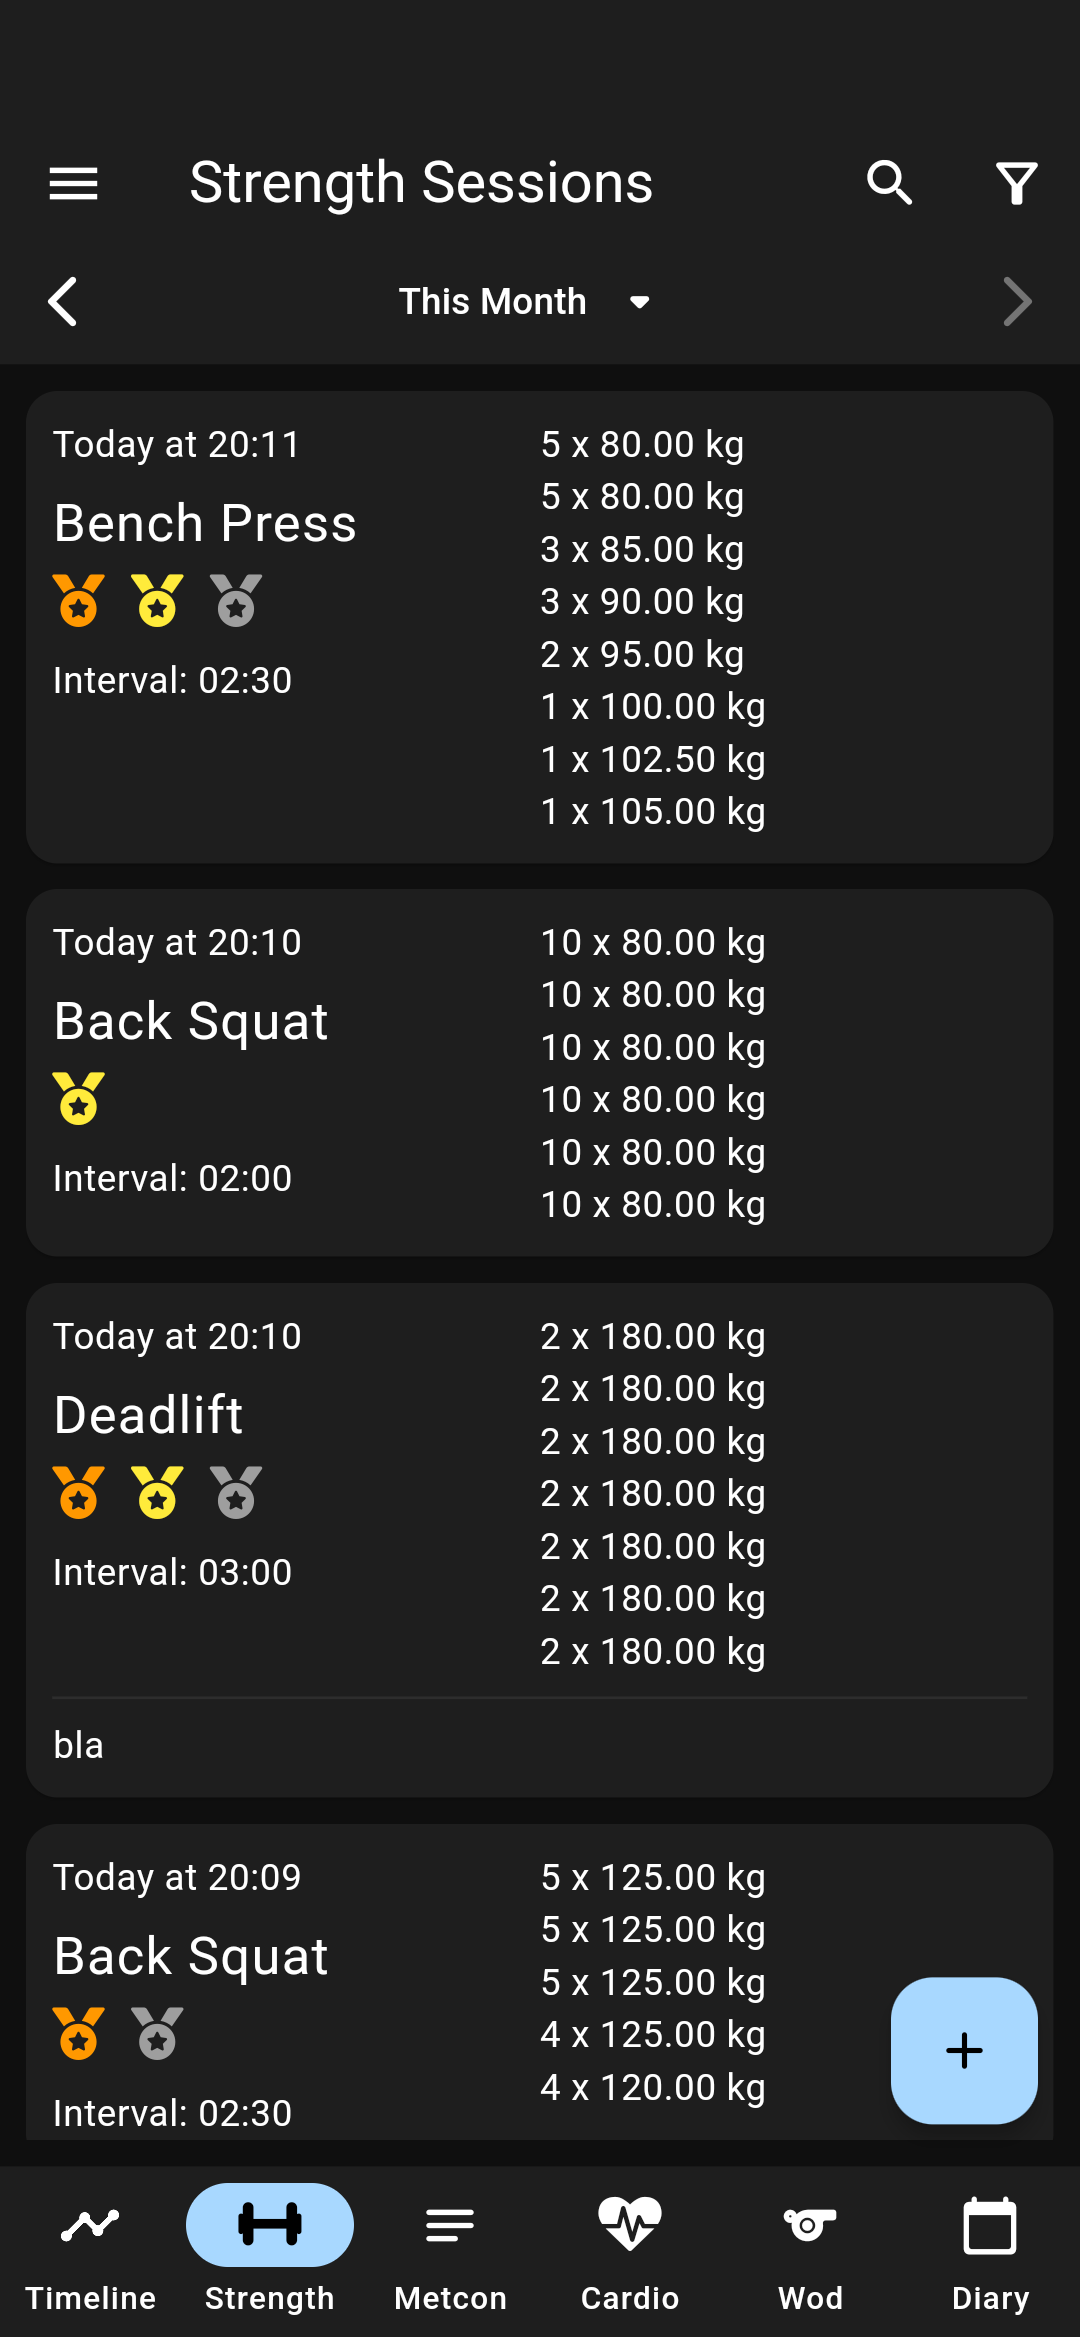 Strength Sessions
This Month
Today at 20:11
Bench Press
Interval: 02:30
5 x 80.00 kg
5 x 80.00 kg
3 x 85.00 kg
3 x 90.00 kg
2 x 95.00 kg
1 x 100.00 kg
1 x 102.50 kg
1 x 105.00 kg
Today at 20:10
Back Squat
Interval: 02:00
10 x 80.00 kg
10 x 80.00 kg
10 x 80.00 kg
10 x 80.00 kg
10 x 80.00 kg
10 x 80.00 kg
Today at 20:10
Deadlift
Interval: 03:00
2 x 180.00 kg
2 x 180.00 kg
2 x 180.00 kg
2 x 180.00 kg
2 x 180.00 kg
2 x 180.00 kg
2 x 180.00 kg
bla
Today at 20:09
Back Squat
Interval: 02:30
5 x 125.00 kg
5 x 125.00 kg
5 x 125.00 kg
4 x 125.00 kg
4 x 120.00 kg
Timeline
Strength
Metcon
Cardio
Wod
Diary